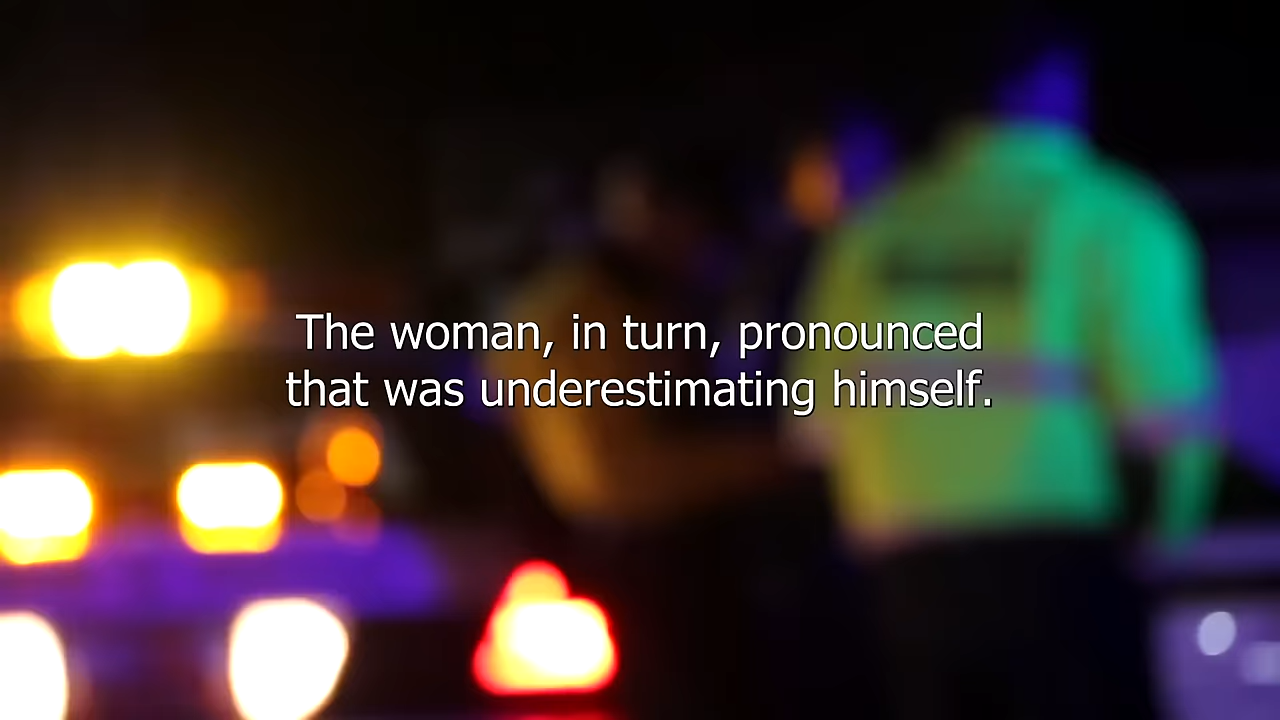 The woman, in turn, pronounced
that was underestimating himself.